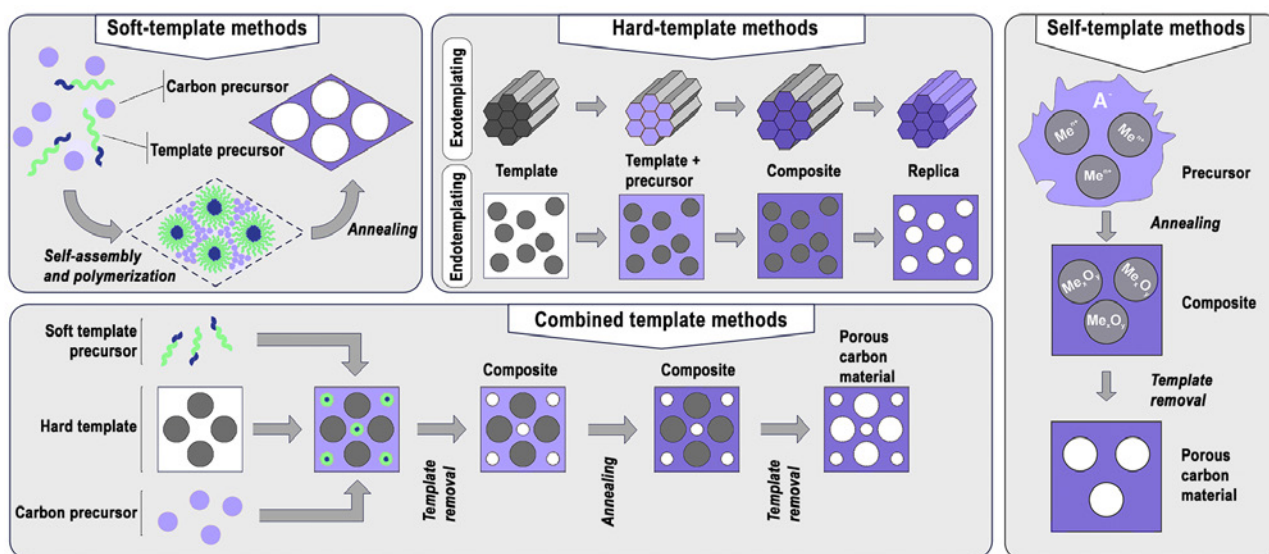 Soft-template methods
Carbon precursor
Template precursor
Self-assembly
and polymerization
Annealing
Hard-template methods
Exotemplating
Endotemplating
Template
Template +
precursor
Composite
Replica
Self-template methods
A⁻
Meⁿ⁺
Meⁿ⁺
Meⁿ⁺
Precursor
Annealing
MeₓOᵧ
MeₓOᵧ
MeₓOᵧ
Composite
Template
removal
Porous
carbon
material
Combined template methods
Soft template
precursor
Hard template
Carbon precursor
Template
removal
Composite
Annealing
Composite
Template
removal
Porous
carbon
material